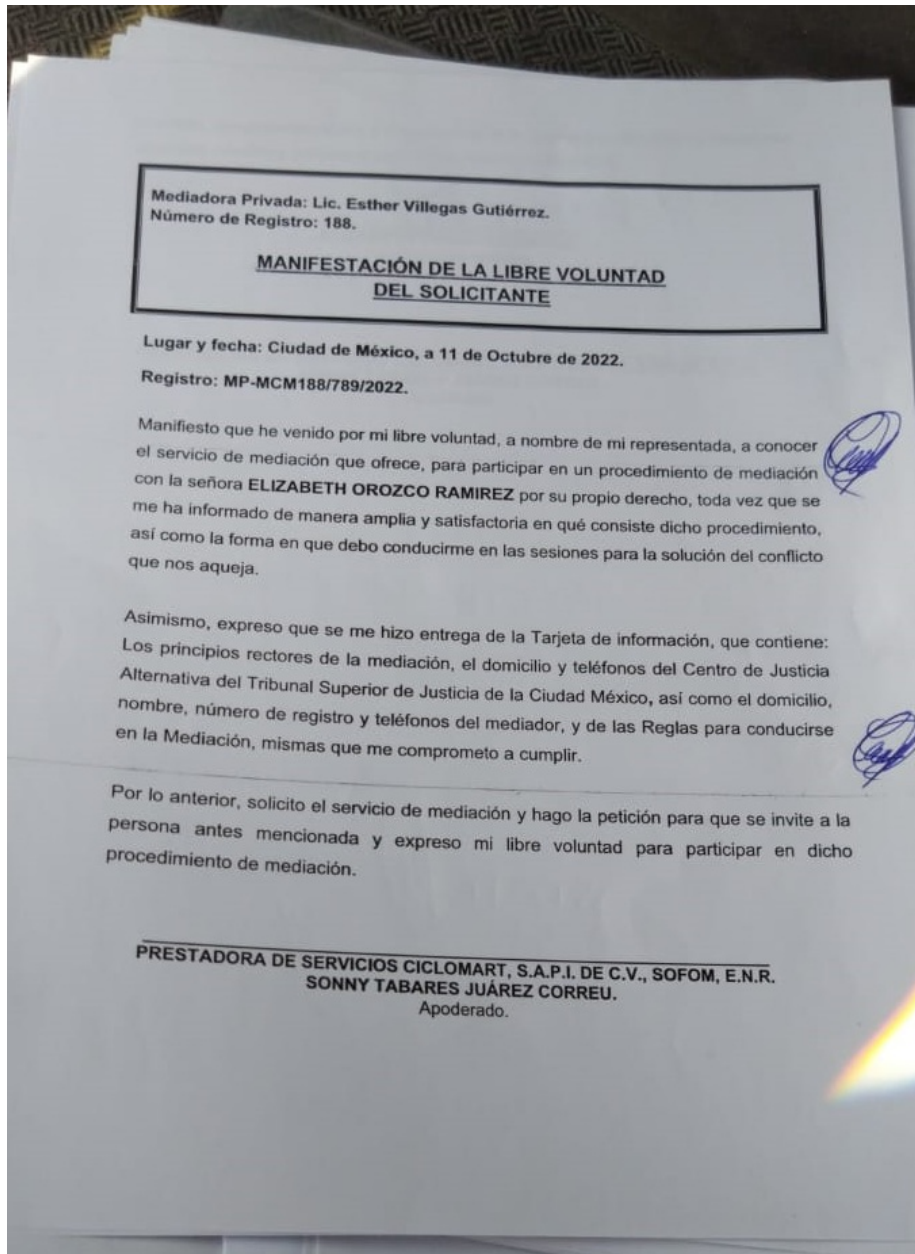 Mediadora Privada: Lic. Esther Villegas Gutiérrez.
Número de Registro: 188.
MANIFESTACIÓN DE LA LIBRE VOLUNTAD
DEL SOLICITANTE
Lugar y fecha: Ciudad de México, a 11 de Octubre de 2022.
Registro: MP-MCM188/789/2022.
Manifiesto que he venido por mi libre voluntad, a nombre de mi representada, a conocer
el servicio de mediación que ofrece, para participar en un procedimiento de mediación
con la señora ELIZABETH OROZCO RAMIREZ por su propio derecho, toda vez que se
me ha informado de manera amplia y satisfactoria en qué consiste dicho procedimiento,
así como la forma en que debo conducirme en las sesiones para la solución del conflicto
que nos aqueja.
Asimismo, expreso que se me hizo entrega de la Tarjeta de información, que contiene:
Los principios rectores de la mediación, el domicilio y teléfonos del Centro de Justicia
Alternativa del Tribunal Superior de Justicia de la Ciudad México, así como el domicilio,
nombre, número de registro y teléfonos del mediador, y de las Reglas para conducirse
en la Mediación, mismas que me comprometo a cumplir.
Por lo anterior, solicito el servicio de mediación y hago la petición para que se invite a la
persona antes mencionada y expreso mi libre voluntad para participar en dicho
procedimiento de mediación.
PRESTADORA DE SERVICIOS CICLOMART, S.A.P.I. DE C.V., SOFOM, E.N.R.
SONNY TABARES JUÁREZ CORREU.
Apoderado.